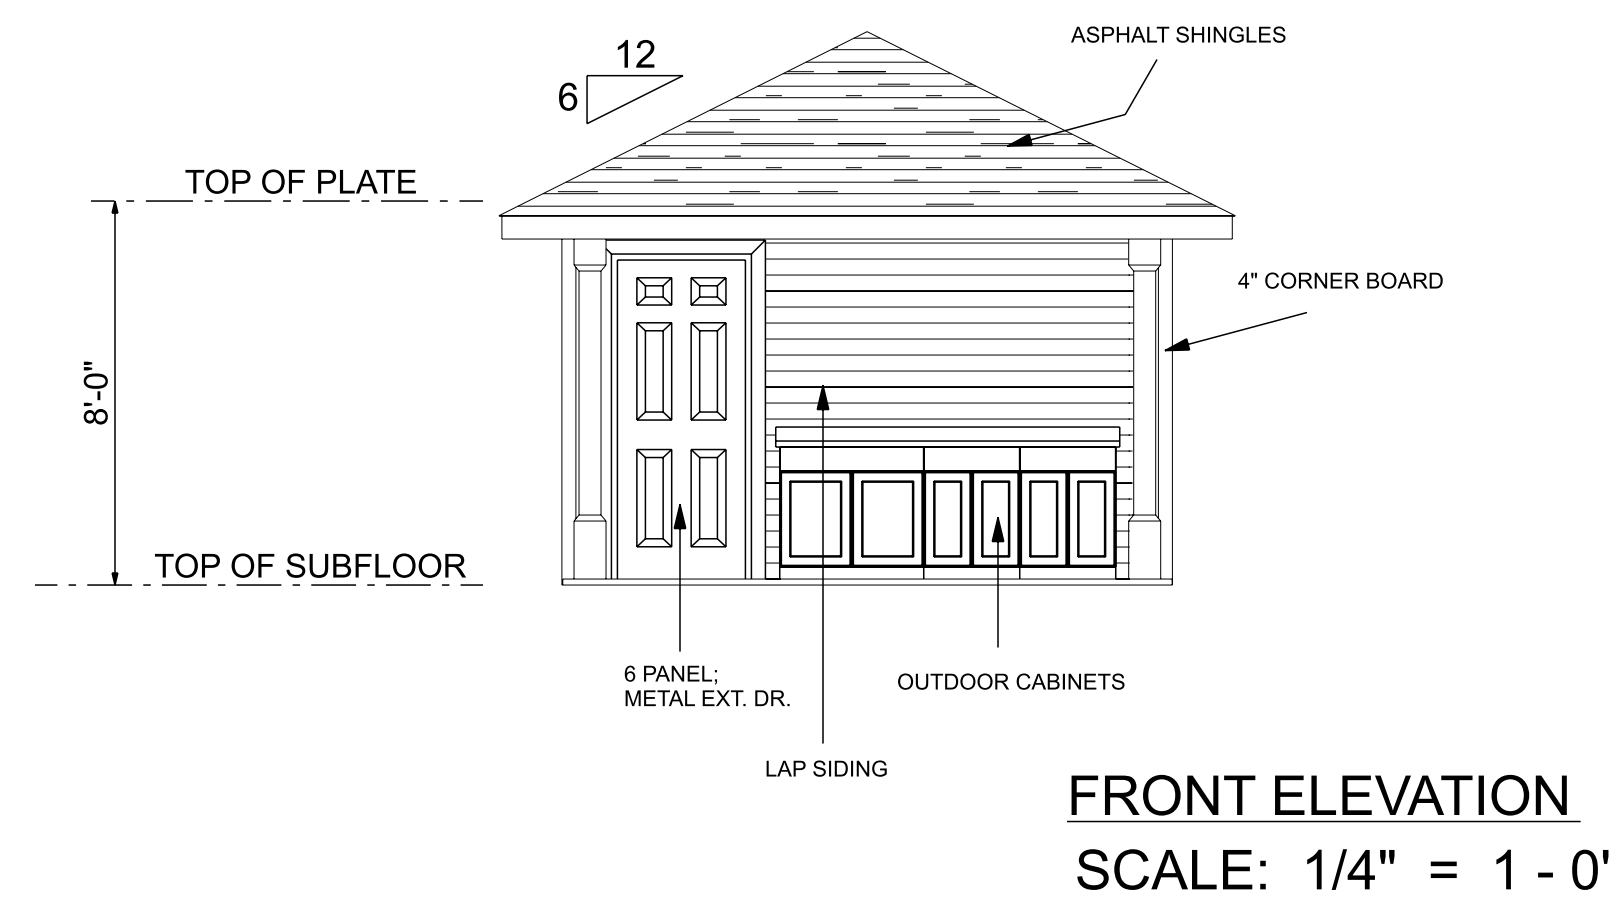 ASPHALT SHINGLES
12
6
TOP OF PLATE
4" CORNER BOARD
8'-0"
TOP OF SUBFLOOR
6 PANEL;
METAL EXT. DR.
OUTDOOR CABINETS
LAP SIDING
FRONT ELEVATION
SCALE: 1/4" = 1 - 0'